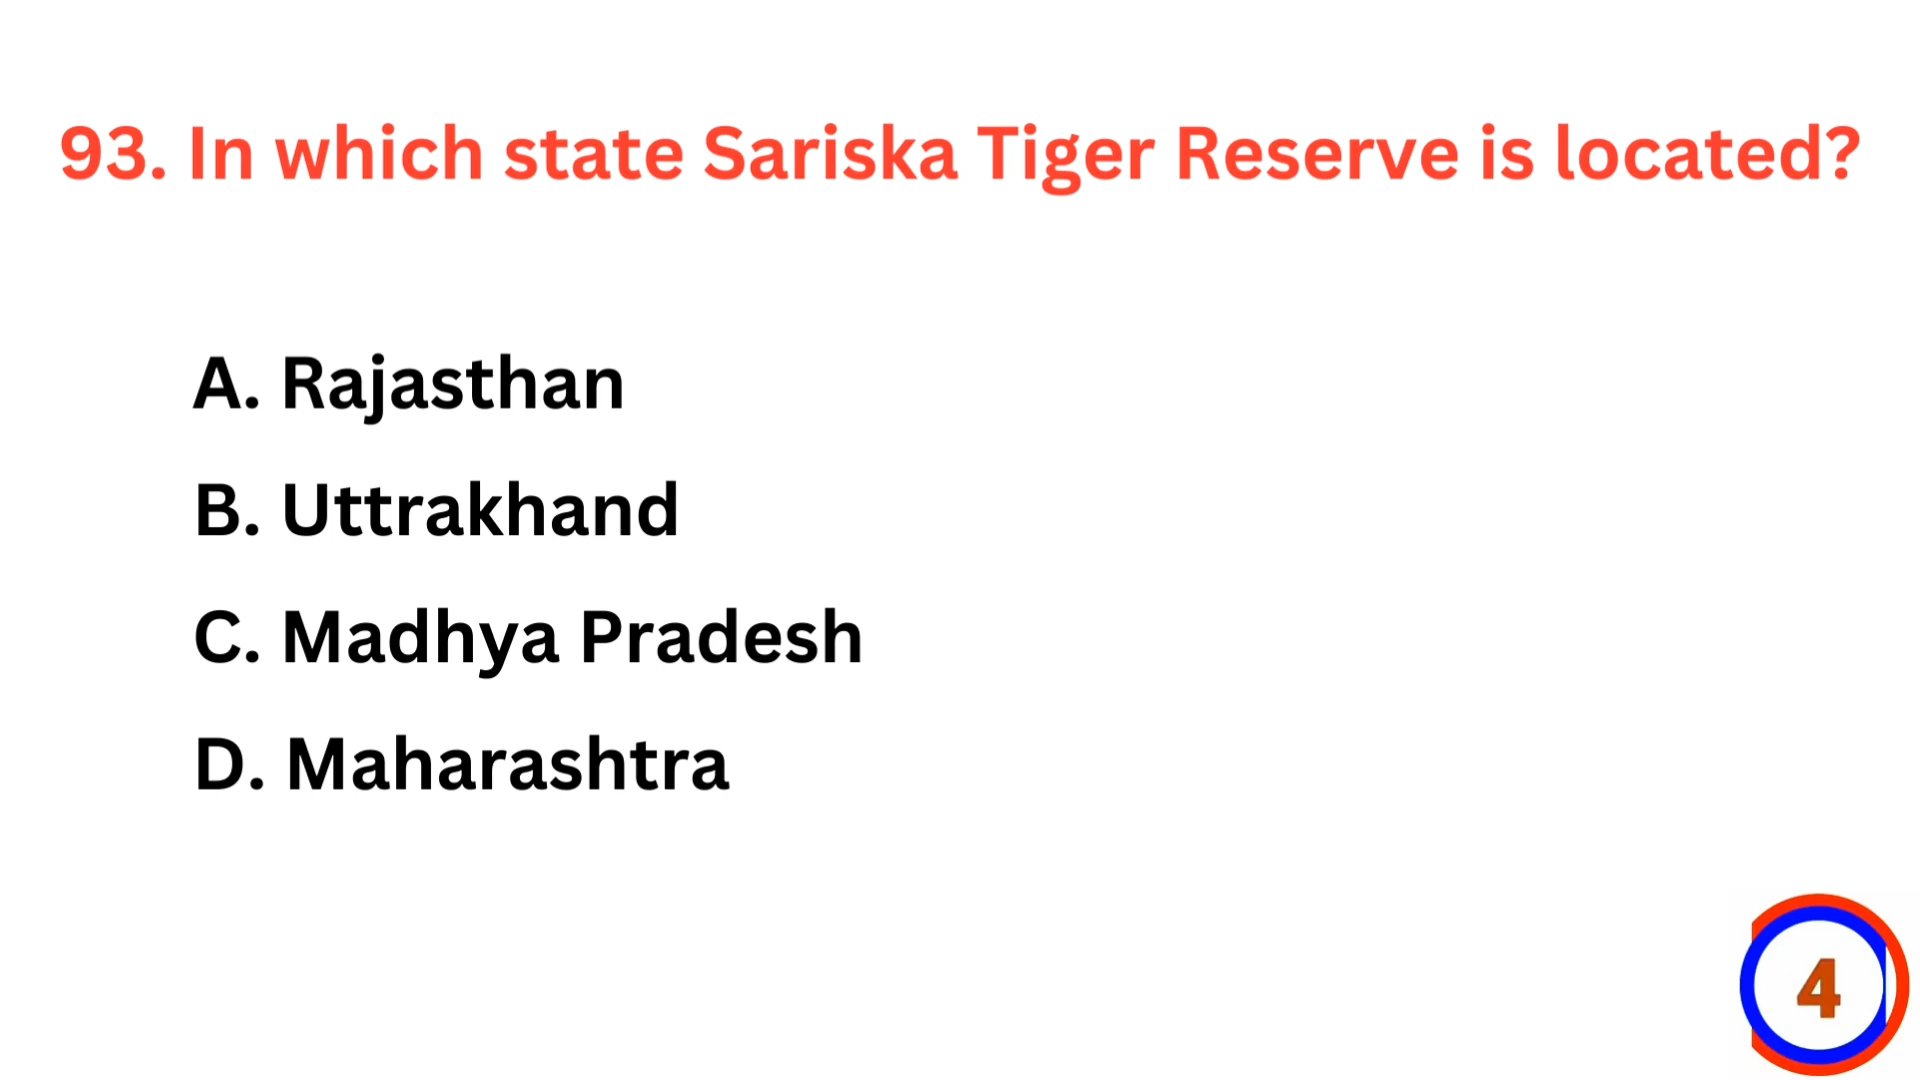 93. In which state Sariska Tiger Reserve is located?
A. Rajasthan
B. Uttrakhand
C. Madhya Pradesh
D. Maharashtra
4